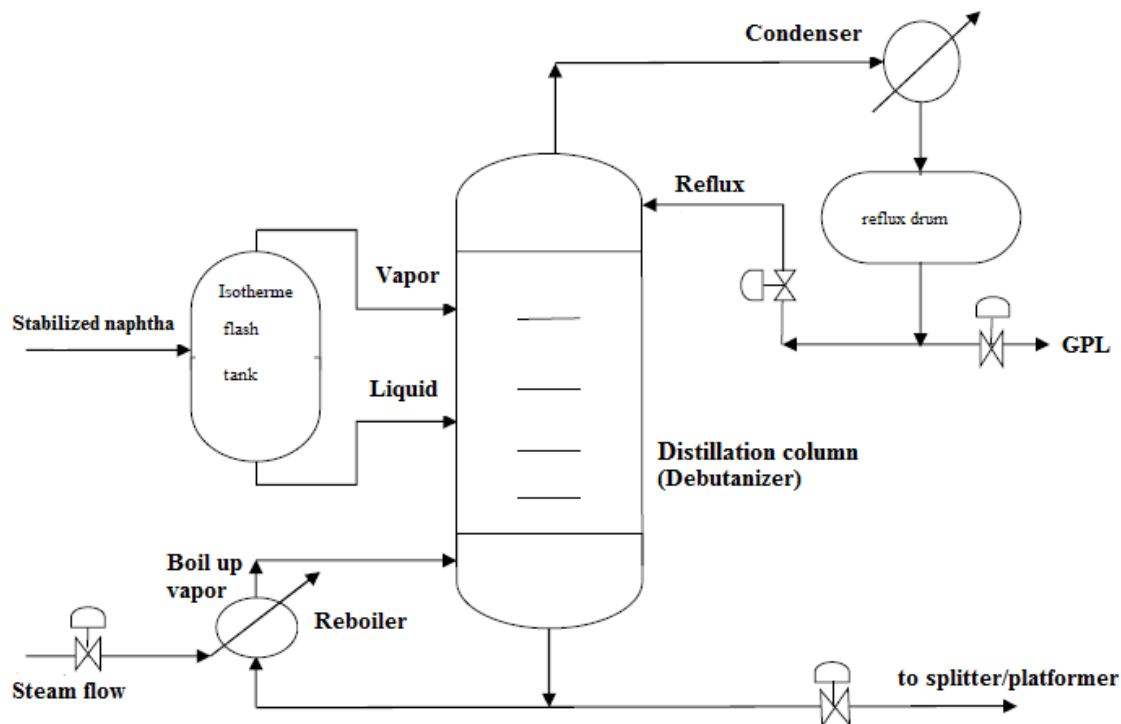 Condenser
Reflux
reflux drum
Isotherme
flash
tank
Vapor
Stabilized naphtha
GPL
Liquid
Distillation column
(Debutanizer)
Boil up
vapor
Reboiler
Steam flow
to splitter/platformer